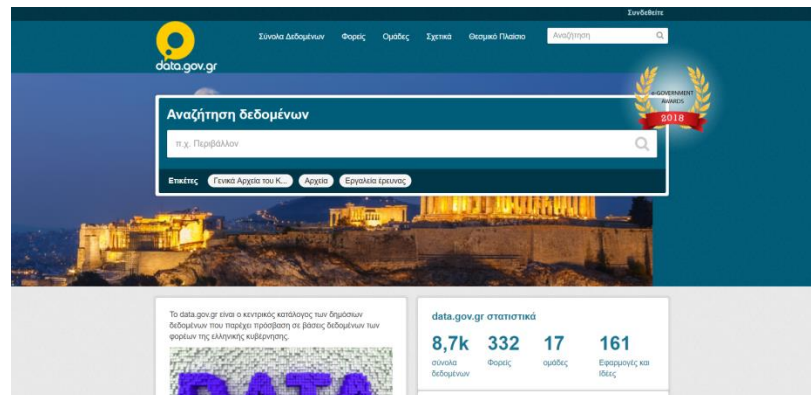 Συνδεθείτε
data.gov.gr
Σύνολα Δεδομένων Φορείς Ομάδες Σχετικά Θεσμικό Πλαίσιο Αναζήτηση
e-GOVERNMENT
AWARDS
2018
Αναζήτηση δεδομένων
π.χ. Περιβάλλον
Ετικέτες Γενικά Αρχεία του Κ... Αρχεία Εργαλεία έρευνας
Το data.gov.gr είναι ο κεντρικός κατάλογος των δημόσιων
δεδομένων που παρέχει πρόσβαση σε βάσεις δεδομένων των
φορέων της ελληνικής κυβέρνησης.
DATA
data.gov.gr στατιστικά
8,7k 332 17 161
σύνολα Φορείς ομάδες Εφαρμογές και
δεδομένων Ιδέες